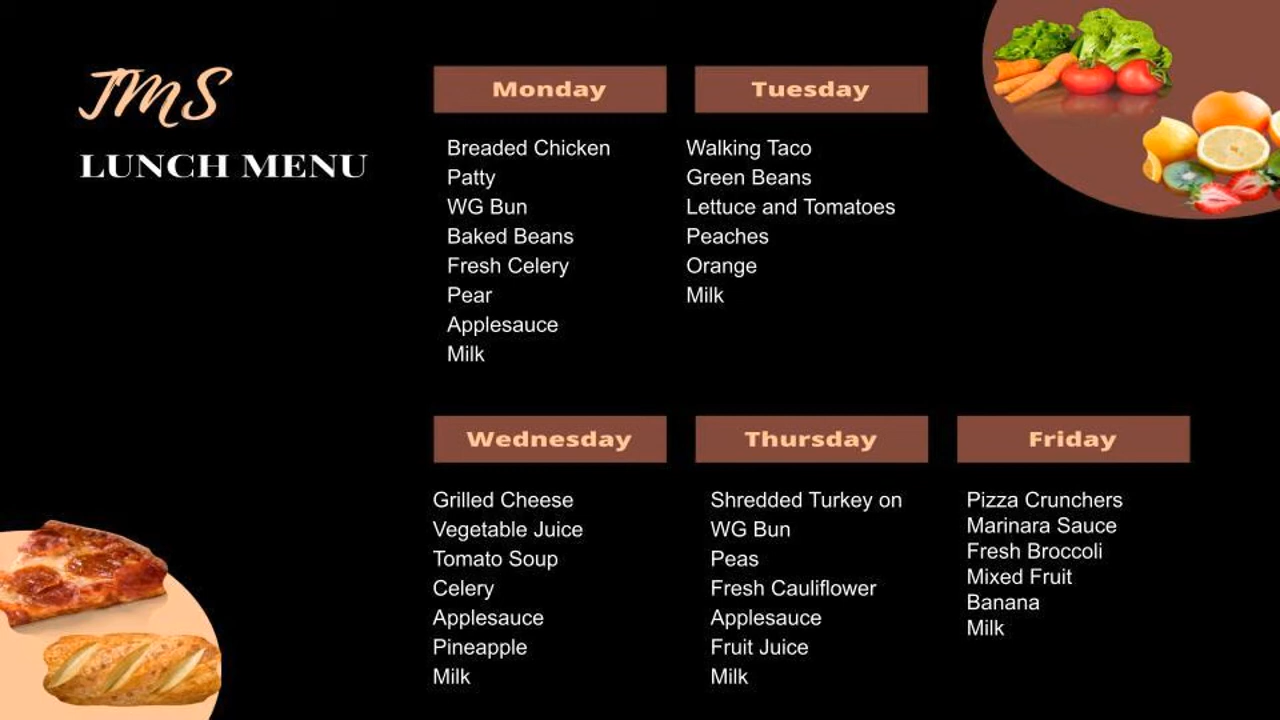 TMS
LUNCH MENU
Monday
Breaded Chicken
Patty
WG Bun
Baked Beans
Fresh Celery
Pear
Applesauce
Milk
Tuesday
Walking Taco
Green Beans
Lettuce and Tomatoes
Peaches
Orange
Milk
Wednesday
Grilled Cheese
Vegetable Juice
Tomato Soup
Celery
Applesauce
Pineapple
Milk
Thursday
Shredded Turkey on
WG Bun
Peas
Fresh Cauliflower
Applesauce
Fruit Juice
Milk
Friday
Pizza Crunchers
Marinara Sauce
Fresh Broccoli
Mixed Fruit
Banana
Milk